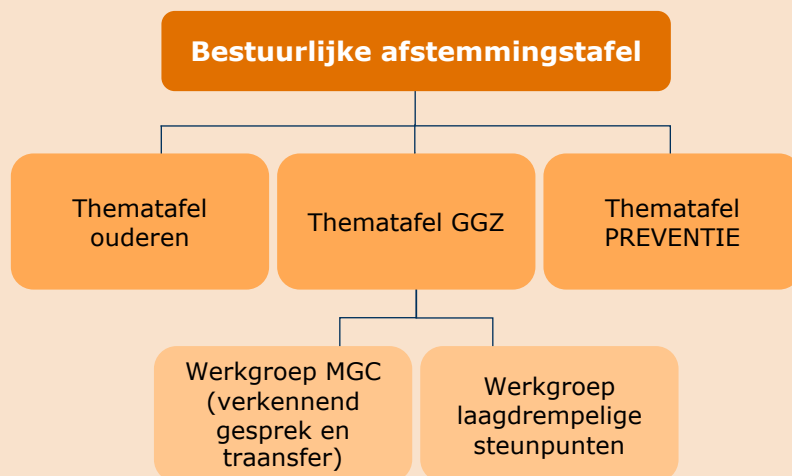 Bestuurlijke afstemmingstafel
Thematafel
ouderen
Thematafel GGZ
Thematafel
PREVENTIE
Werkgroep MGC
(verkennend
gesprek en
traansfer)
Werkgroep
laagdrempelige
steunpunten